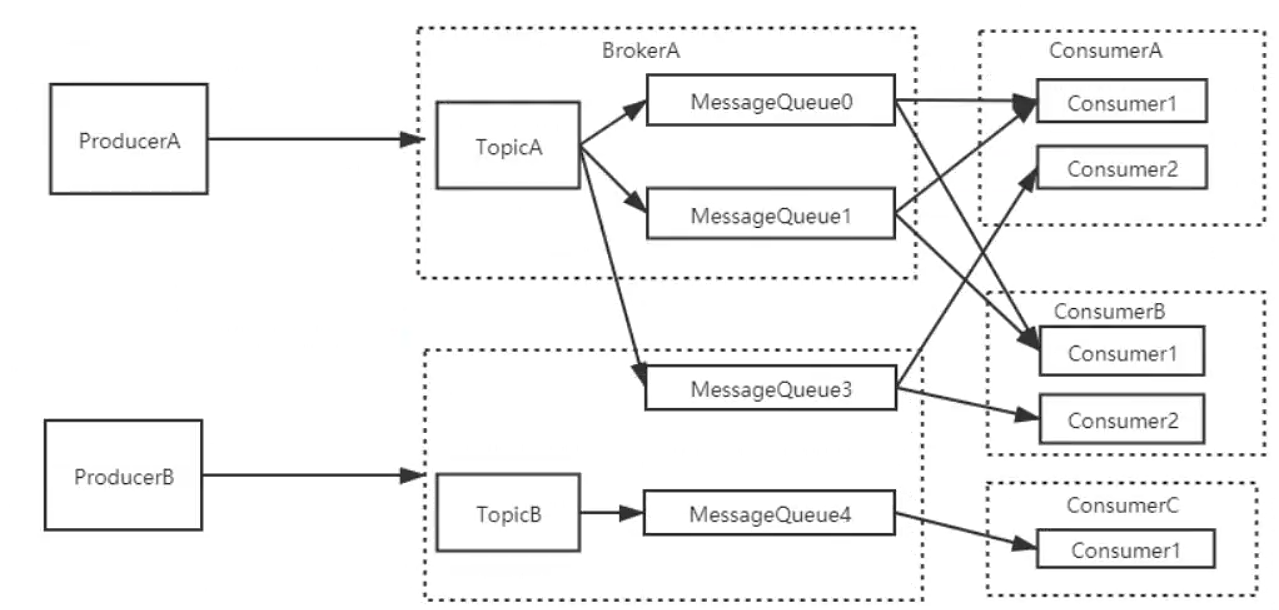 BrokerA
ConsumerA
ProducerA
TopicA
MessageQueue0
MessageQueue1
Consumer1
Consumer2
ConsumerB
Consumer1
Consumer2
ProducerB
MessageQueue3
TopicB
MessageQueue4
ConsumerC
Consumer1